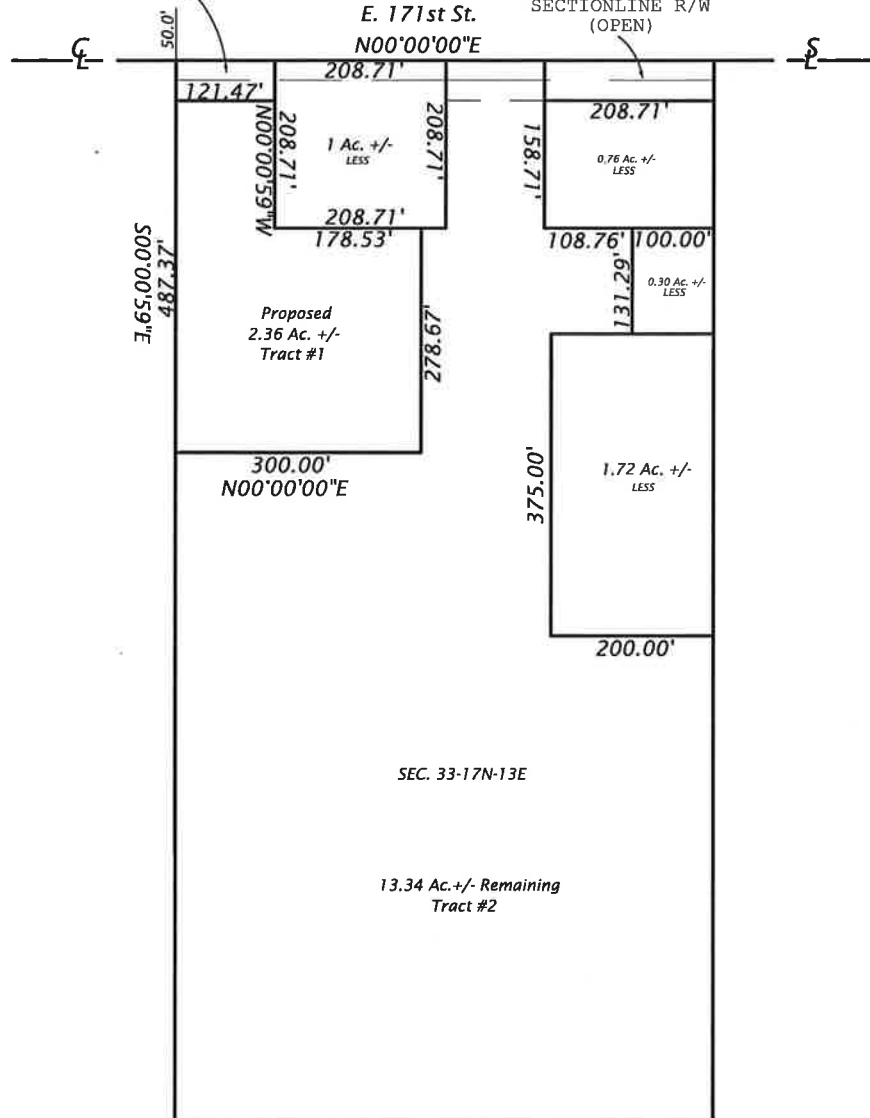 E. 171st St.
SECTIONLINE R/W
(OPEN)
50.0'
N00°00'00"E
208.71'
121.47'
N00°00'59"W
208.71'
1 Ac. +/-
LESS
208.71'
208.71'
178.53'
208.71'
158.71'
0.76 Ac. +/-
LESS
108.76'
100.00'
131.29'
0.30 Ac. +/-
LESS
S00°00'59"E
487.37'
Proposed
2.36 Ac. +/-
Tract #1
278.67'
300.00'
N00°00'00"E
375.00'
1.72 Ac. +/-
LESS
200.00'
SEC. 33-17N-13E
13.34 Ac.+/- Remaining
Tract #2